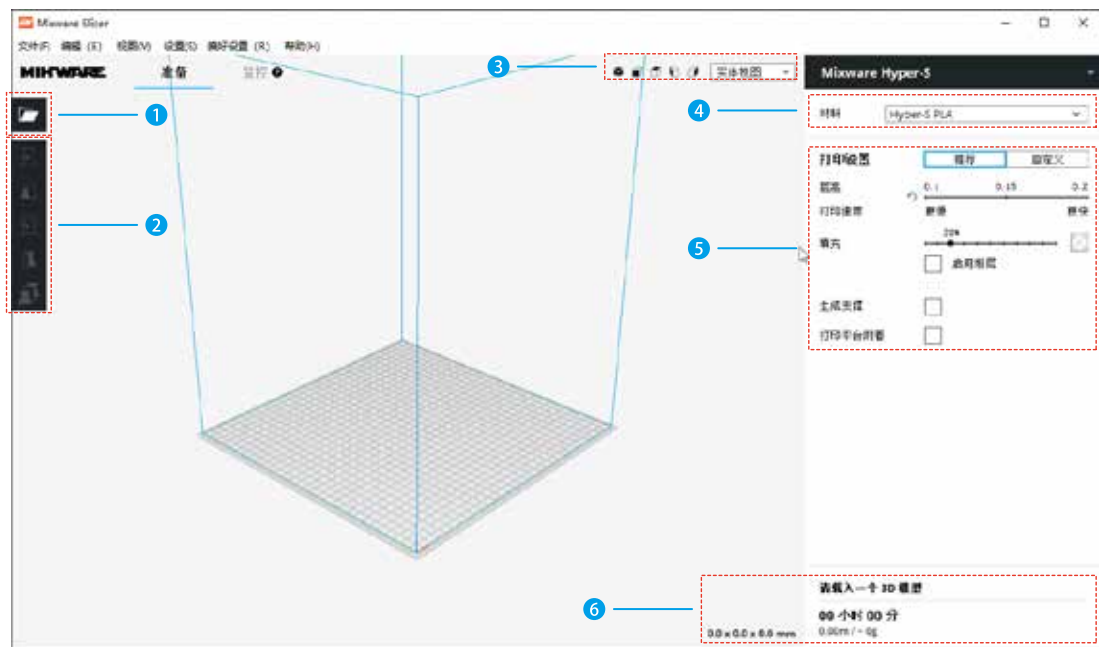 Mixware Slicer
文件(F) 编辑 (E) 视图(V) 设置(S) 偏好设置 (R) 帮助(H)
MIXWARE 准备 监控
3 实体视图 Mixware Hyper-S
1
4 材料 Hyper-S PLA
打印设置 推荐 自定义
层高 0.1 0.15 0.2
2 打印速度 更慢 更快
5 填充 20%
启用渐层
生成支撑
打印平台附着
请载入一个 3D 模型
6 00 小时 00 分
0.0 x 0.0 x 0.0 mm 0.00m / ~ 0g